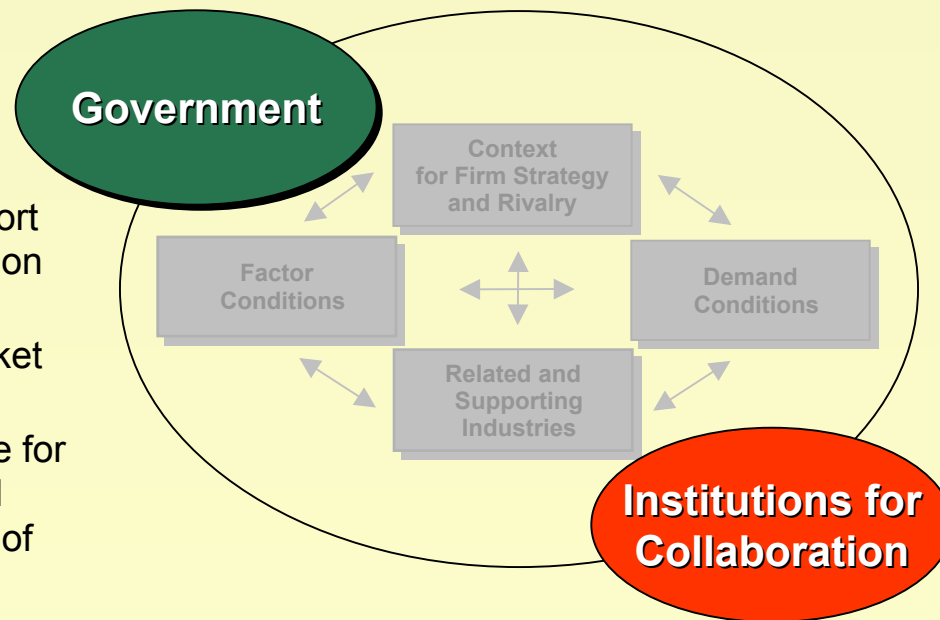 Government
Context
for Firm Strategy
and Rivalry
ort
on
Factor
Conditions
Demand
Conditions
ket
Related and
Supporting
Industries
e for
of
Institutions for
Collaboration